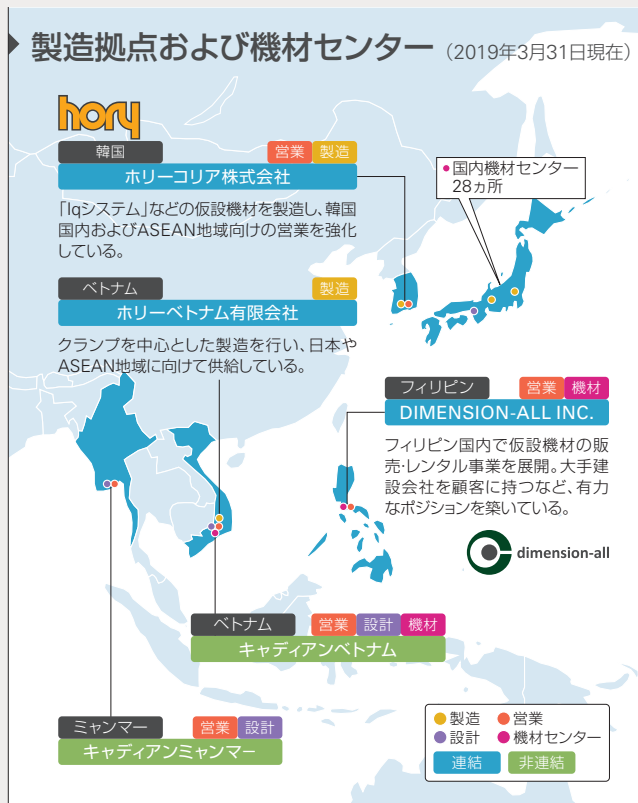 製造拠点および機材センター（2019年3月31日現在）
hory
韓国 営業 製造
ホリーコリア株式会社
「Iqシステム」などの仮設機材を製造し、韓国
国内およびASEAN地域向けの営業を強化
している。
国内機材センター
28ヵ所
ベトナム 製造
ホリーベトナム有限会社
クランプを中心とした製造を行い、日本や
ASEAN地域に向けて供給している。
フィリピン 営業 機材
DIMENSION-ALL INC.
フィリピン国内で仮設機材の販
売・レンタル事業を展開。大手建
設会社を顧客に持つなど、有力
なポジションを築いている。
dimension-all
ベトナム 営業 設計 機材
キャディアンベトナム
ミャンマー 営業 設計
キャディアンミャンマー
製造 営業
設計 機材センター
連結 非連結